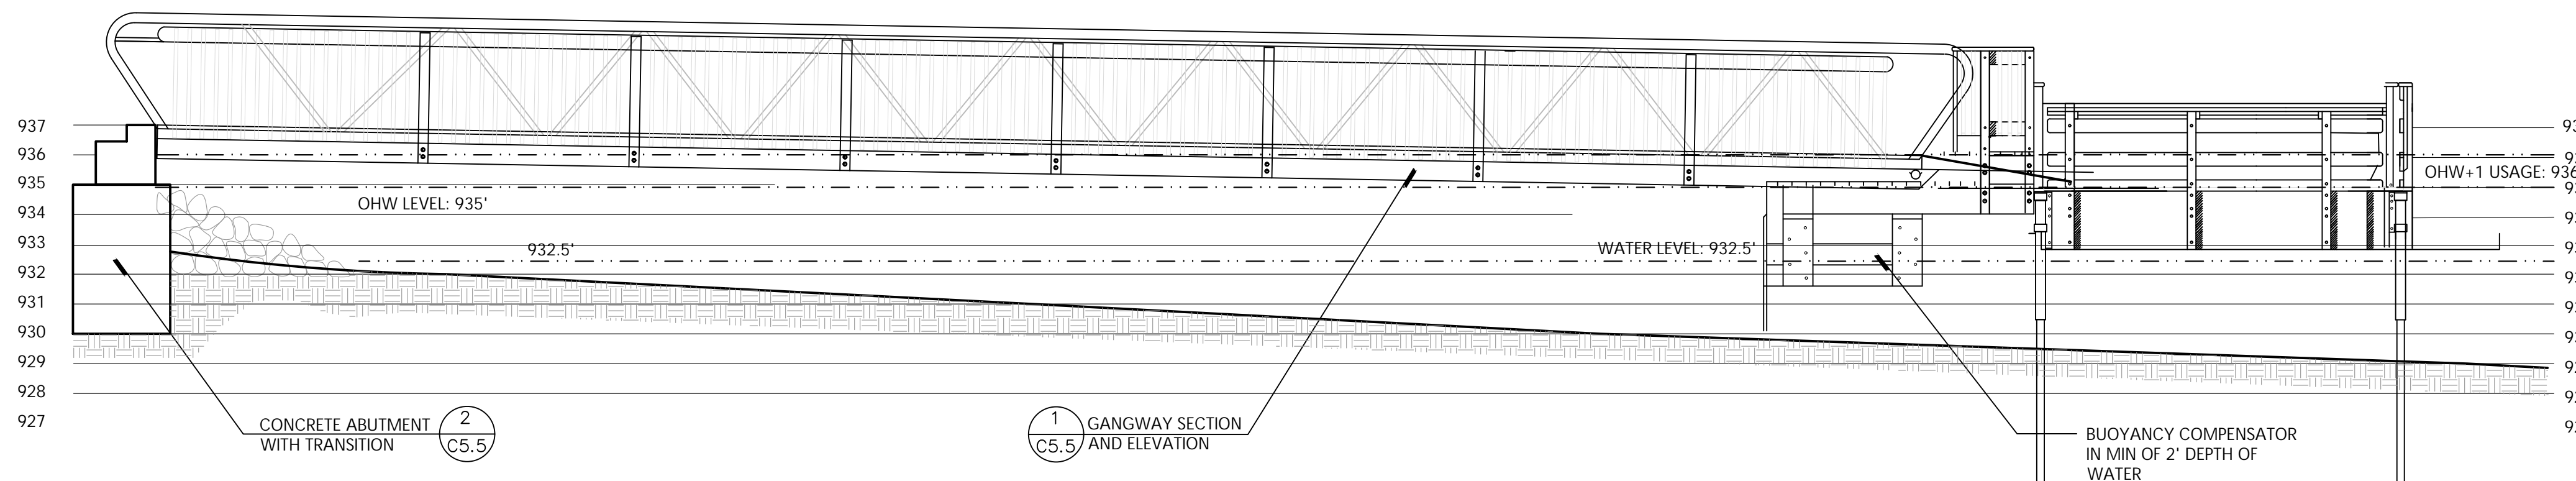 937
936
935
934
933
932
931
930
929
928
927
OHW LEVEL: 935'
932.5'
WATER LEVEL: 932.5'
OHW+1 USAGE: 936
CONCRETE ABUTMENT
WITH TRANSITION
2
C5.5
1
C5.5
GANGWAY SECTION
AND ELEVATION
BUOYANCY COMPENSATOR
IN MIN OF 2' DEPTH OF
WATER